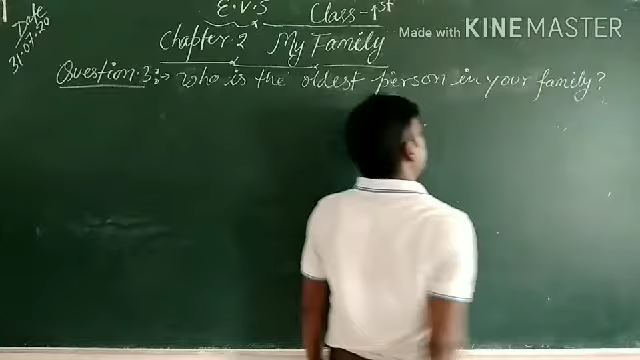 Date
31-07-20
E.V.S Class-1st
Chapter.2 My Family
Question.3:→ Who is the oldest person in your family?
Made with KINEMASTER